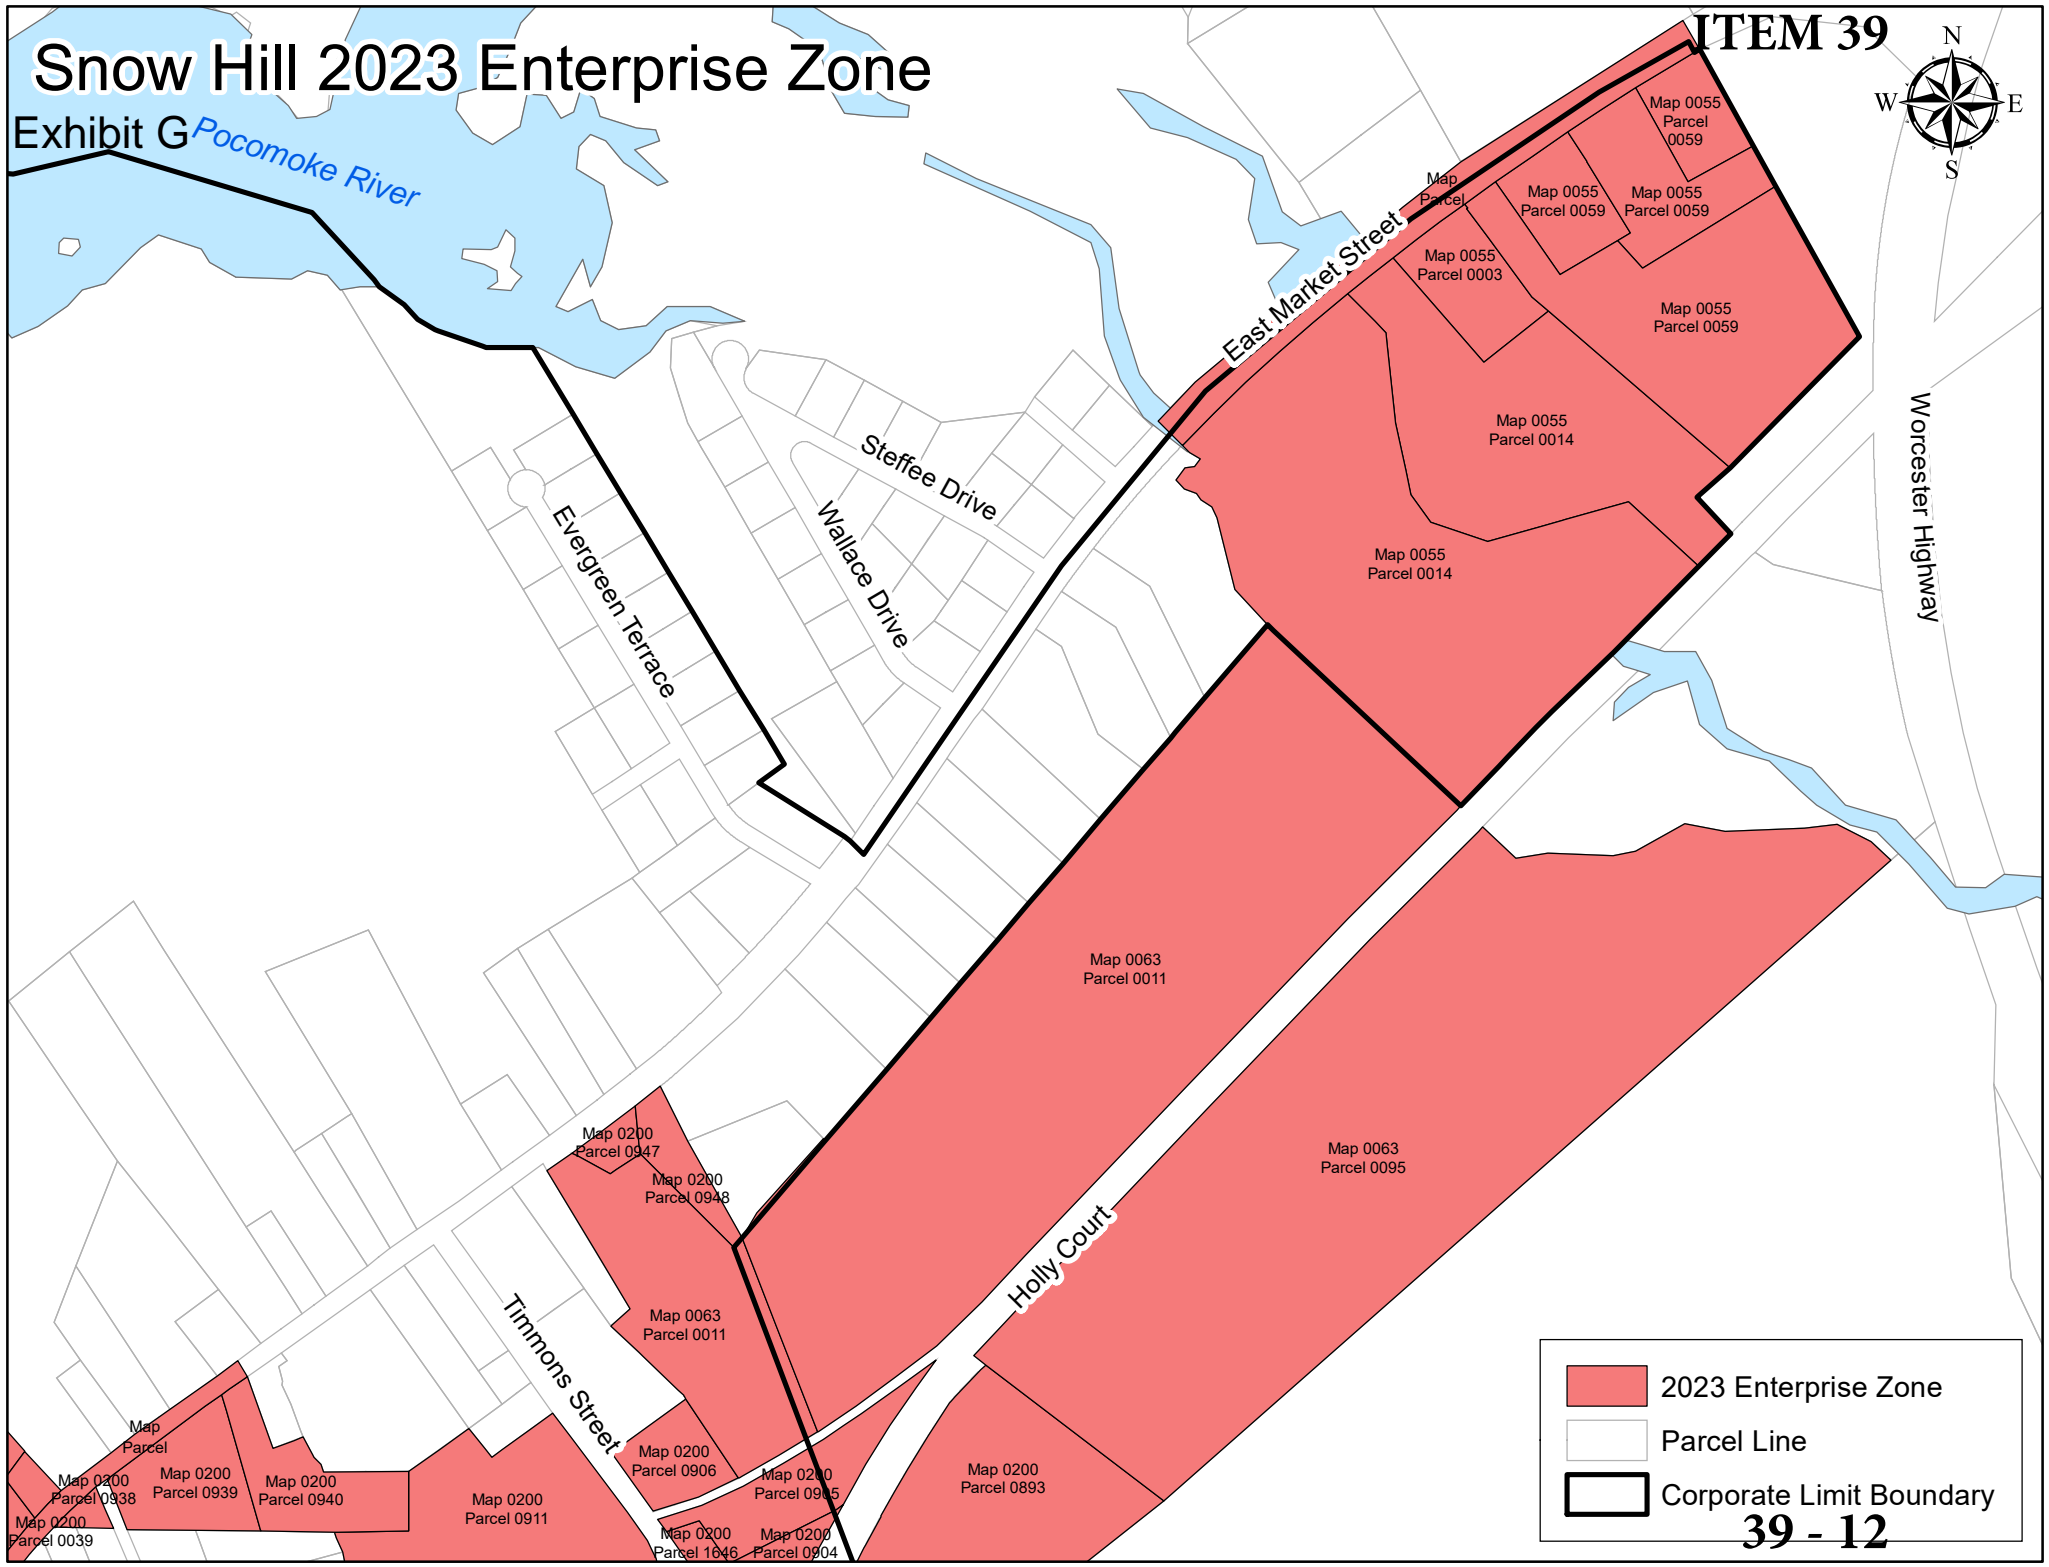 ITEM 39
Snow Hill 2023 Enterprise Zone
Exhibit G
Pocomoke River
N
W
E
S
Map 0055
Parcel
0059
Map
Parcel
Map 0055
Parcel 0059
Map 0055
Parcel 0059
Map 0055
Parcel 0003
Map 0055
Parcel 0059
East Market Street
Map 0055
Parcel 0014
Map 0055
Parcel 0014
Worcester Highway
Steffee Drive
Wallace Drive
Evergreen Terrace
Map 0063
Parcel 0011
Map 0063
Parcel 0095
Map 0200
Parcel 0947
Map 0200
Parcel 0948
Holly Court
Map 0063
Parcel 0011
Timmons Street
Map
Parcel
Map 0200
Parcel 0938
Map 0200
Parcel 0939
Map 0200
Parcel 0940
Map 0200
Parcel 0911
Map 0200
Parcel 0906
Map 0200
Parcel 0905
Map 0200
Parcel 0893
Map 0200
Parcel 0039
Map 0200
Parcel 1646
Map 0200
Parcel 0904
2023 Enterprise Zone
Parcel Line
Corporate Limit Boundary
39 - 12